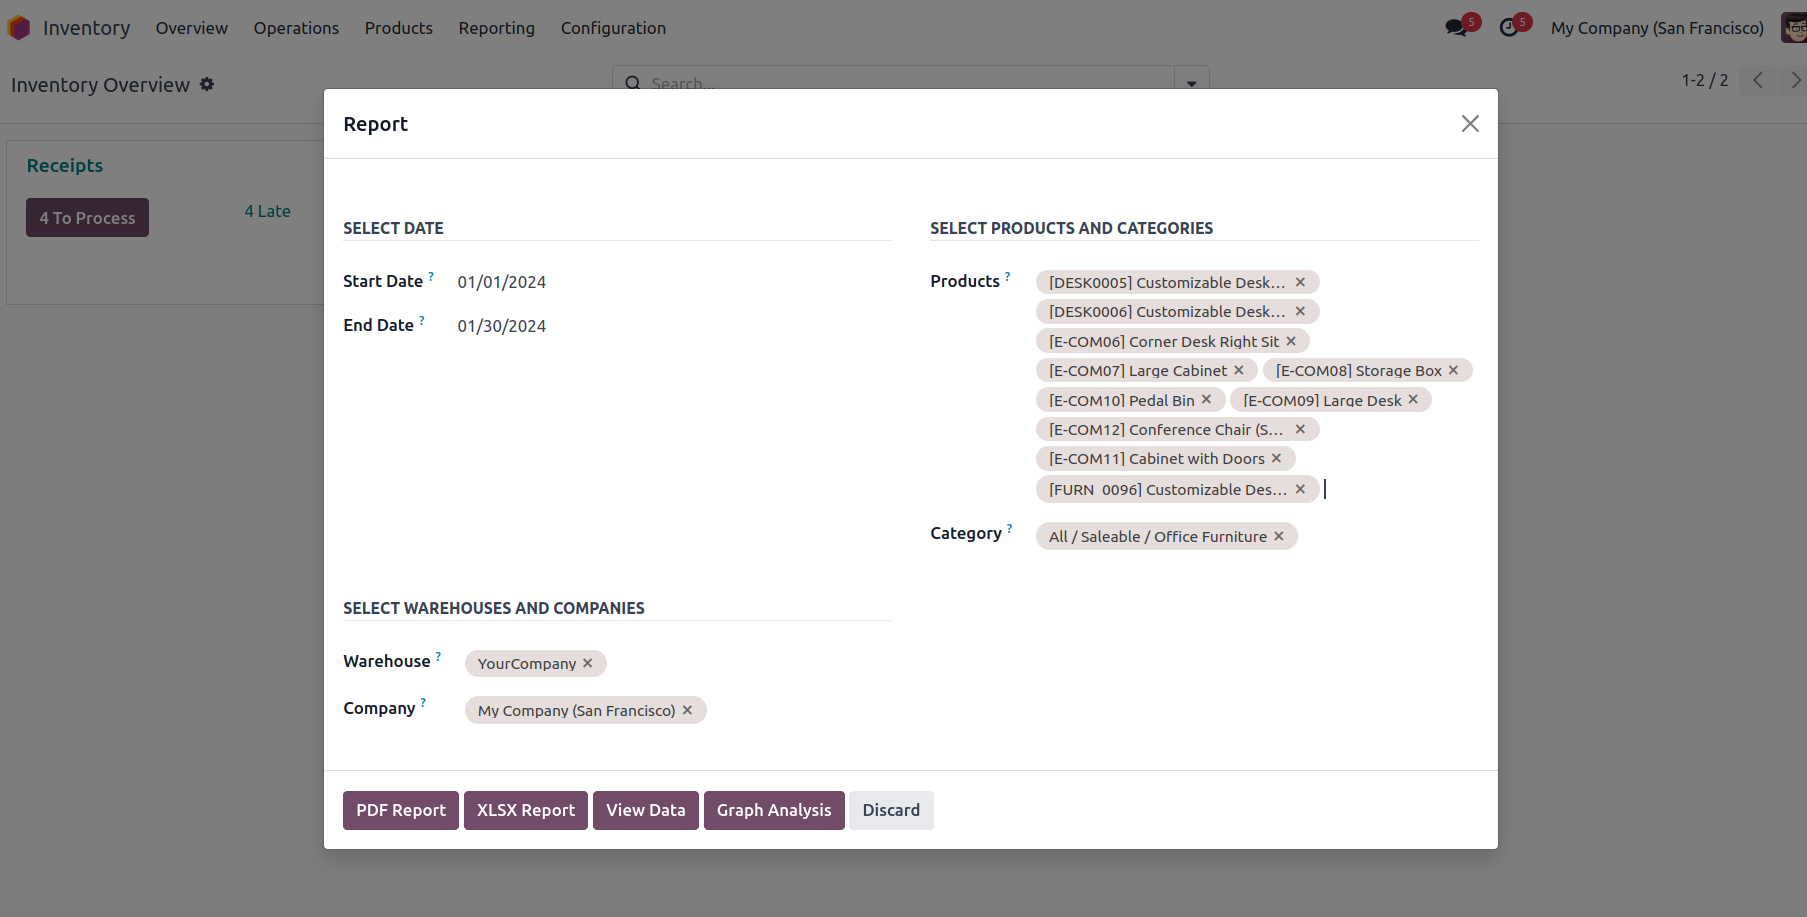 Inventory Overview Operations Products Reporting Configuration 5 5 My Company (San Francisco)
Inventory Overview Search... 1-2 / 2
Receipts
4 To Process 4 Late
Report
SELECT DATE
Start Date ? 01/01/2024
End Date ? 01/30/2024
SELECT PRODUCTS AND CATEGORIES
Products ? [DESK0005] Customizable Desk... ×
[DESK0006] Customizable Desk... ×
[E-COM06] Corner Desk Right Sit ×
[E-COM07] Large Cabinet × [E-COM08] Storage Box ×
[E-COM10] Pedal Bin × [E-COM09] Large Desk ×
[E-COM12] Conference Chair (S... ×
[E-COM11] Cabinet with Doors ×
[FURN_0096] Customizable Des... ×
Category ? All / Saleable / Office Furniture ×
SELECT WAREHOUSES AND COMPANIES
Warehouse ? YourCompany ×
Company ? My Company (San Francisco) ×
PDF Report XLSX Report View Data Graph Analysis Discard